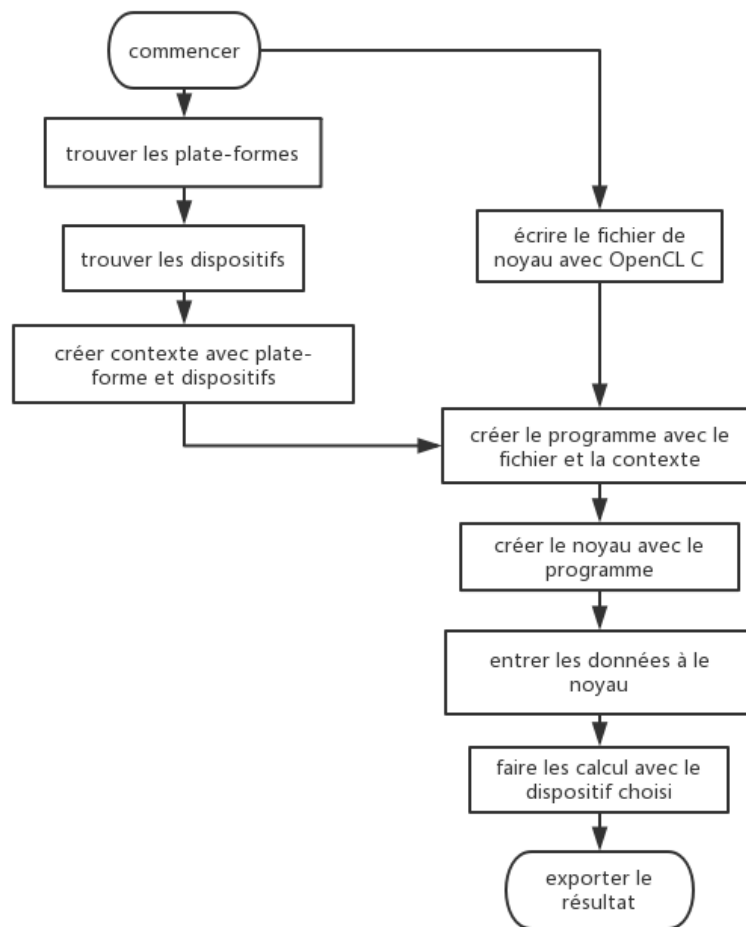 commencer
trouver les plate-formes
trouver les dispositifs
créer contexte avec plate-
forme et dispositifs
écrire le fichier de
noyau avec OpenCL C
créer le programme avec le
fichier et la contexte
créer le noyau avec le
programme
entrer les données à le
noyau
faire les calcul avec le
dispositif choisi
exporter le
résultat